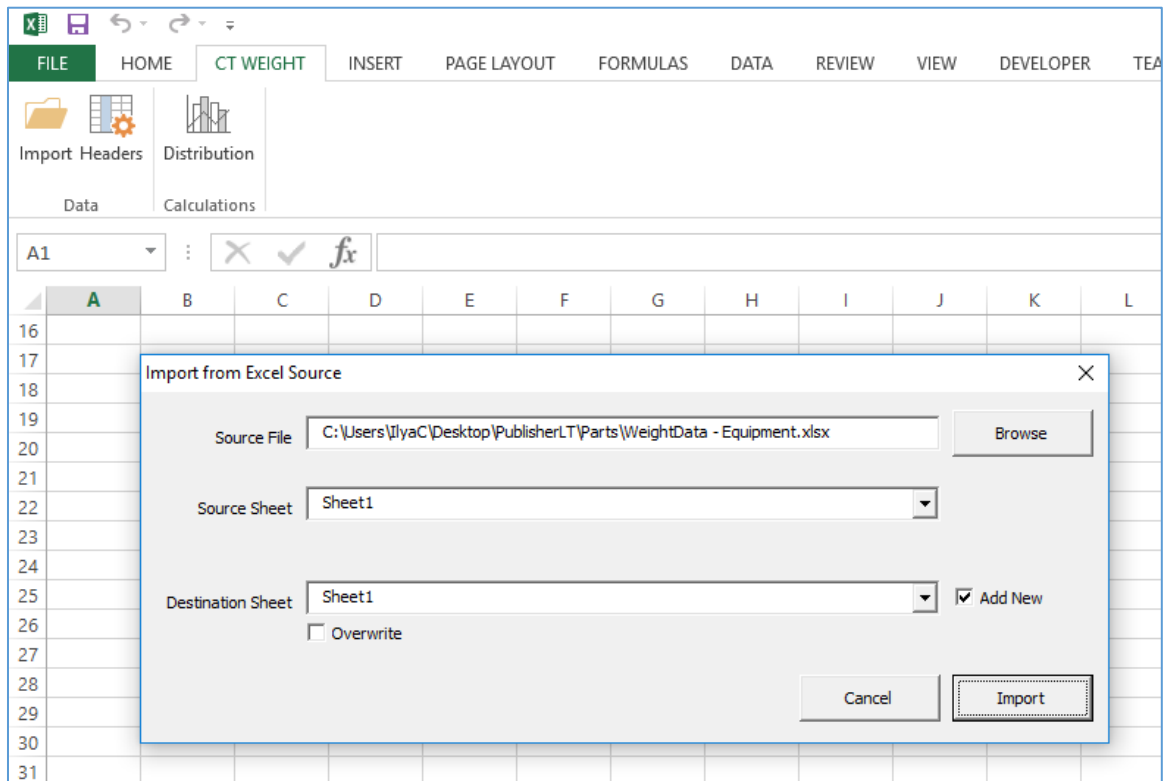 FILE HOME CT WEIGHT INSERT PAGE LAYOUT FORMULAS DATA REVIEW VIEW DEVELOPER TEA
Import Headers Distribution
Data Calculations
A1 fx
A B C D E F G H I J K L
16
17
Import from Excel Source
18
19
Source File C:\Users\IlyaC\Desktop\PublisherLT\Parts\WeightData - Equipment.xlsx Browse
20
21
22
Source Sheet Sheet1
23
24
25
Destination Sheet Sheet1 Add New
26
Overwrite
27
28
Cancel Import
29
30
31